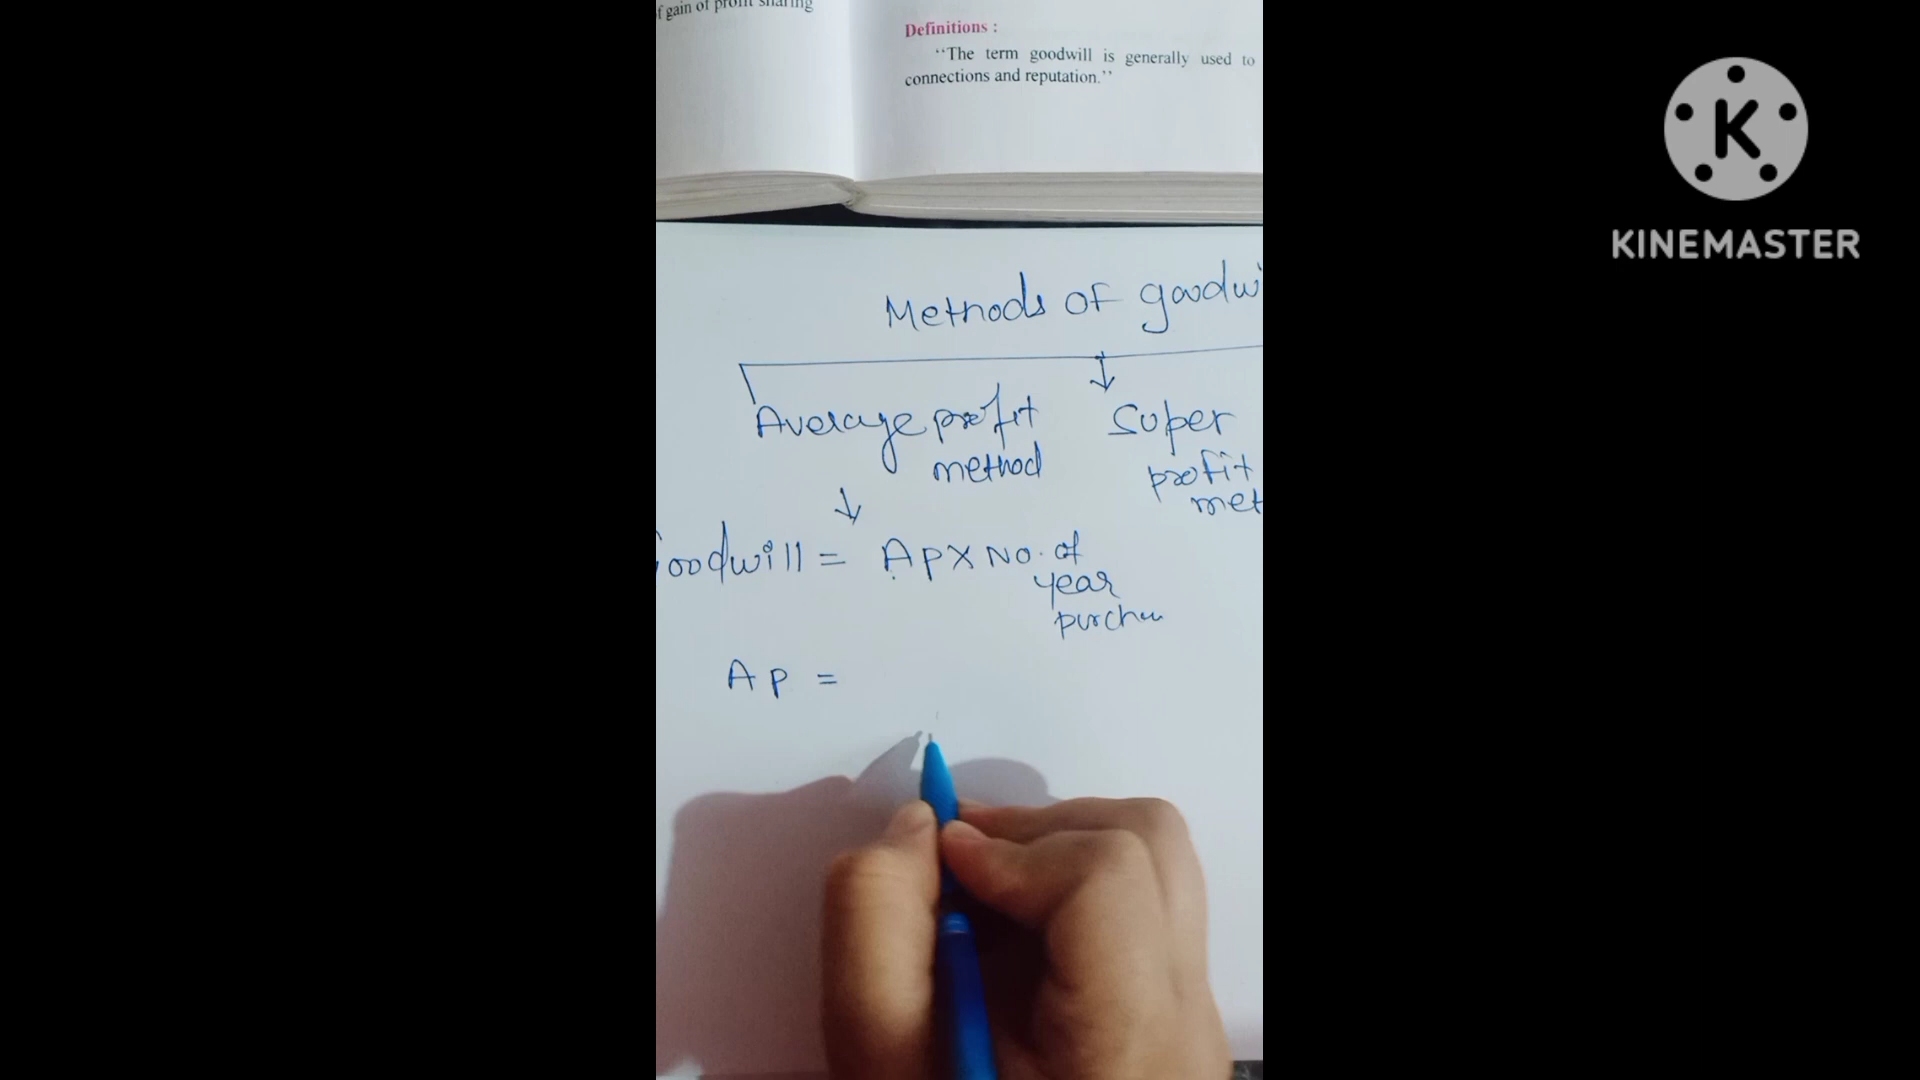 f gain of profit sharing
Definitions :
“The term goodwill is generally used to
connections and reputation.”
KINEMASTER
Methods of goodwi
Average profit
method
Super
profit
met
oodwill = AP X No. of
year
purcha
AP =